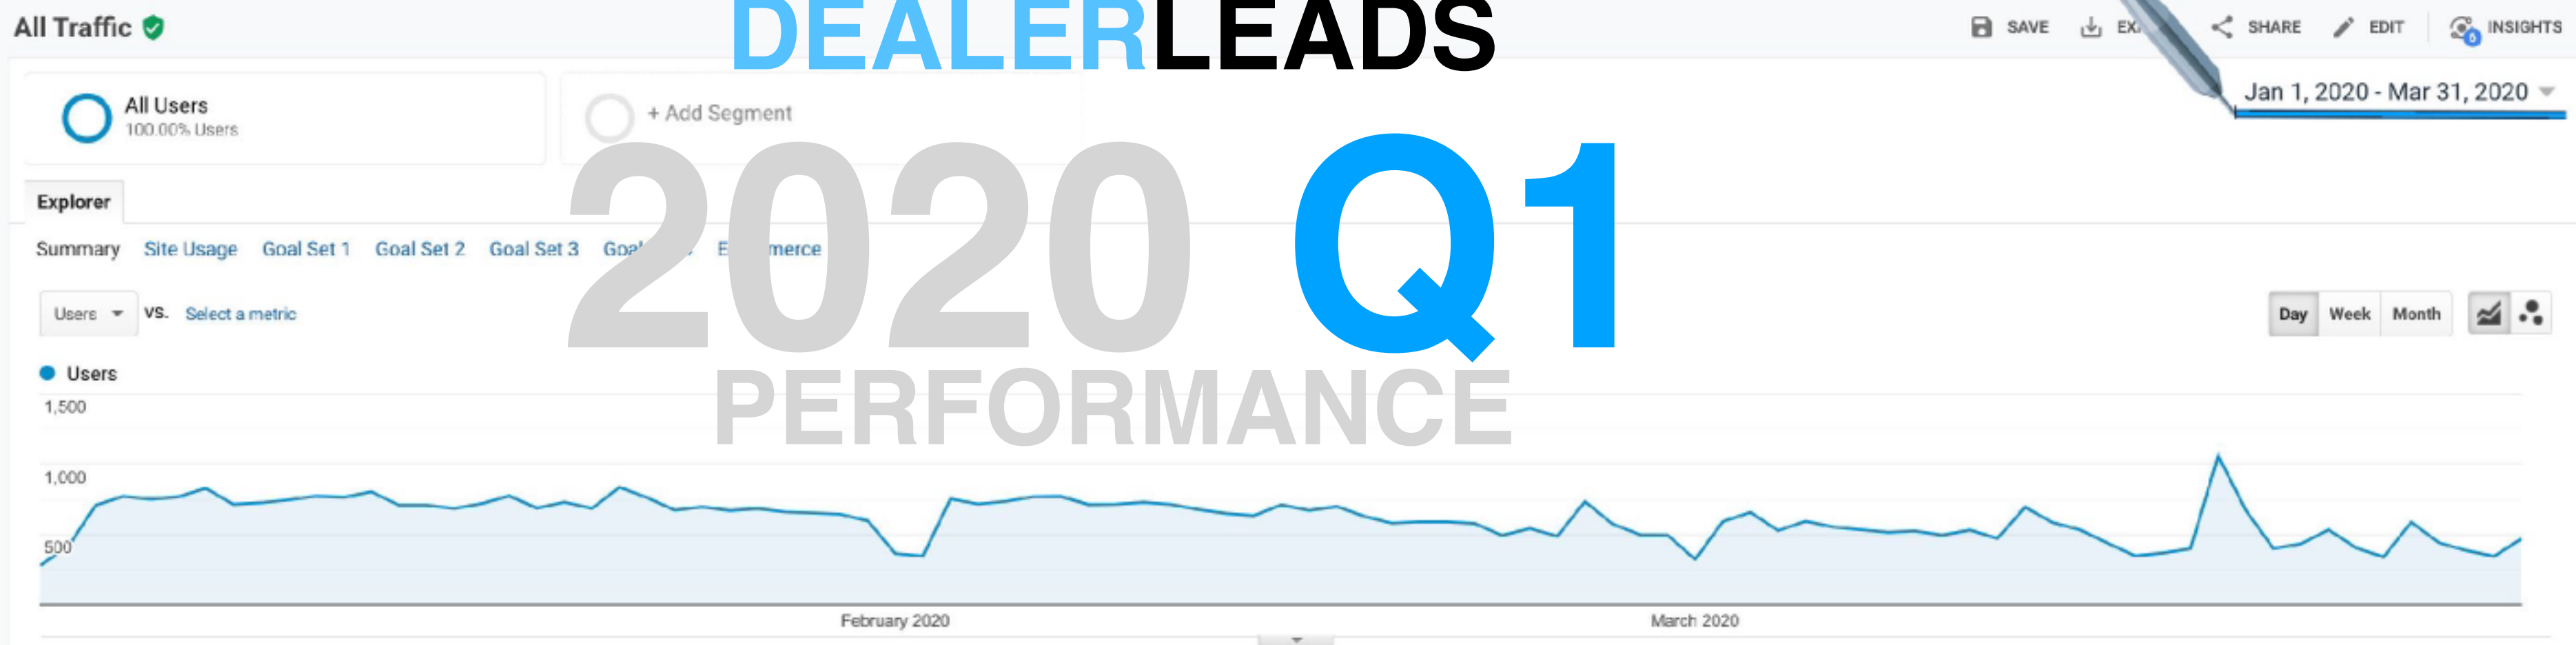 All Traffic
DEALERLEADS
SAVE
SHARE
EDIT
6
INSIGHTS
All Users
100.00% Users
+ Add Segment
Jan 1, 2020 - Mar 31, 2020
2020 Q1
Explorer
Summary Site Usage Goal Set 1 Goal Set 2 Goal Set 3
Users VS. Select a metric
Day Week Month
PERFORMANCE
Users
1,500
1,000
500
February 2020 March 2020